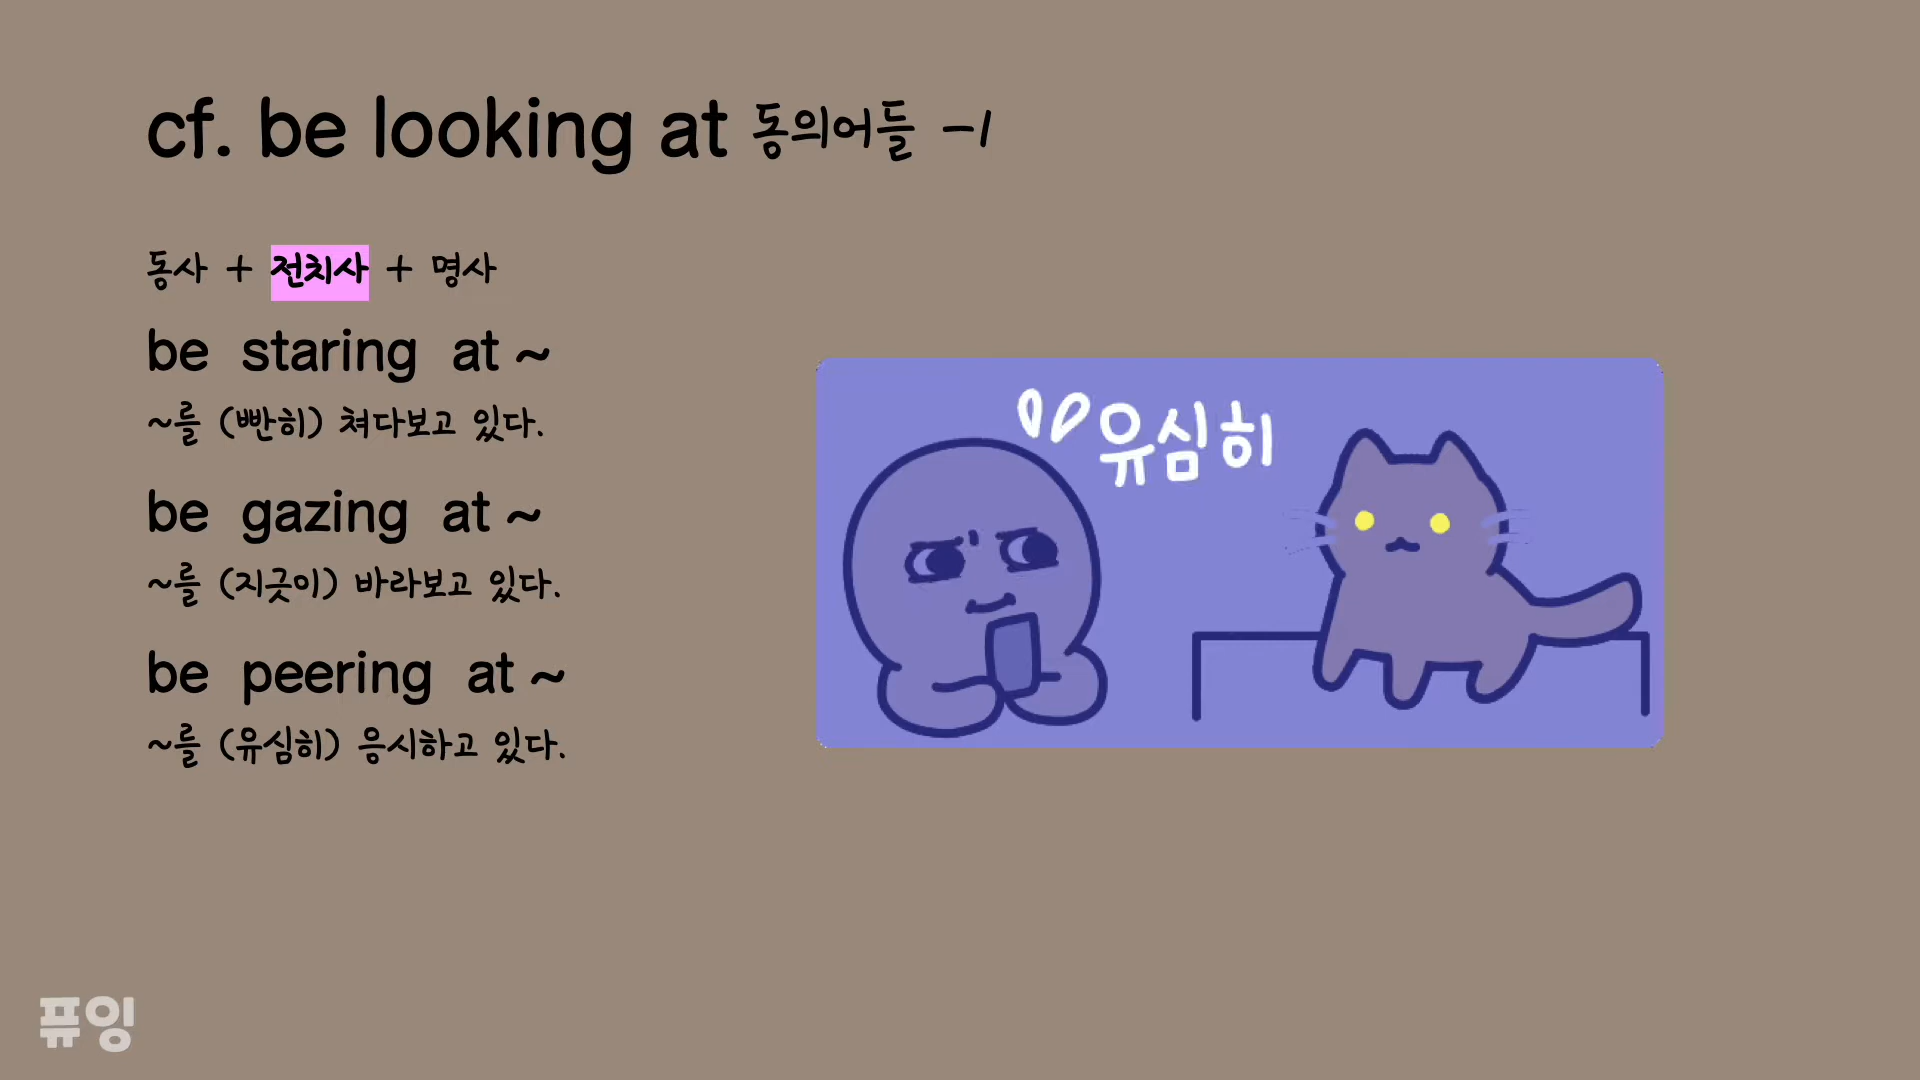 cf. be looking at 동의어들 -1
동사 + 전치사 + 명사
be staring at ~
~를 (빤히) 쳐다보고 있다.
be gazing at ~
~를 (지긋이) 바라보고 있다.
be peering at ~
~를 (유심히) 응시하고 있다.
유심히
퓨잉